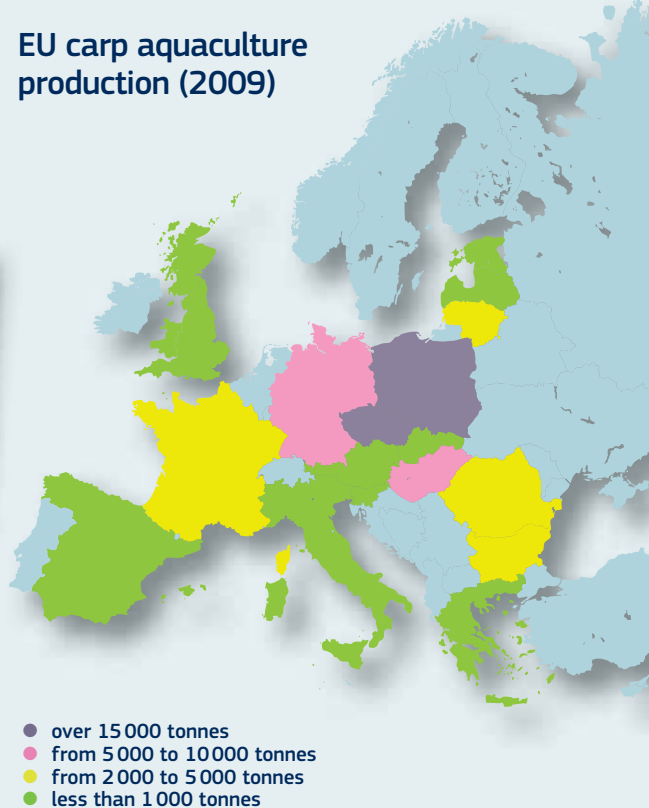 EU carp aquaculture
production (2009)
over 15 000 tonnes
from 5 000 to 10 000 tonnes
from 2 000 to 5 000 tonnes
less than 1 000 tonnes